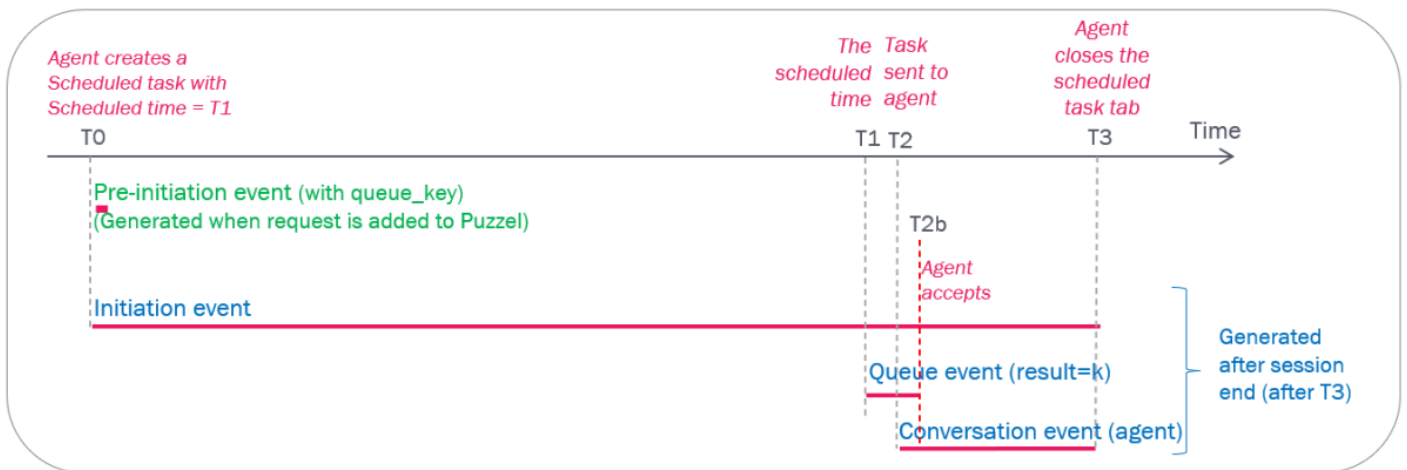 Agent creates a
Scheduled task with
Scheduled time = T1
The
scheduled
time
Task
sent to
agent
Agent
closes the
scheduled
task tab
T0
T1
T2
T3
Time
Pre-initiation event (with queue_key)
(Generated when request is added to Puzzel)
T2b
Agent
accepts
Initiation event
Queue event (result=k)
Conversation event (agent)
Generated
after session
end (after T3)